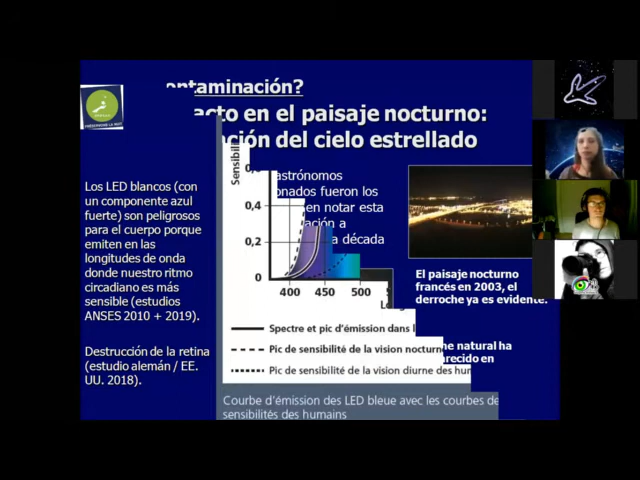 ontaminación?
acto en el paisaje nocturno:
ción del cielo estrellado
Los LED blancos (con
un componente azul
fuerte) son peligrosos
para el cuerpo porque
emiten en las
longitudes de onda
donde nuestro ritmo
circadiano es más
sensible (estudios
ANSES 2010 + 2019).
Destrucción de la retina
(estudio alemán / EE.
UU. 2018).
Sensibili
0,4
0,2
0
400 450 500
astrónomos
onados fueron los
en notar esta
ación a
a década
El paisaje nocturno
francés en 2003, el
derroche ya es evidente.
Spectre et pic d'émission dans l
Pic de sensibilité de la vision nocturne
Pic de sensibilité de la vision diurne des hum
ne natural ha
arecido en
Courbe d'émission des LED bleue avec les courbes de
sensibilités des humains